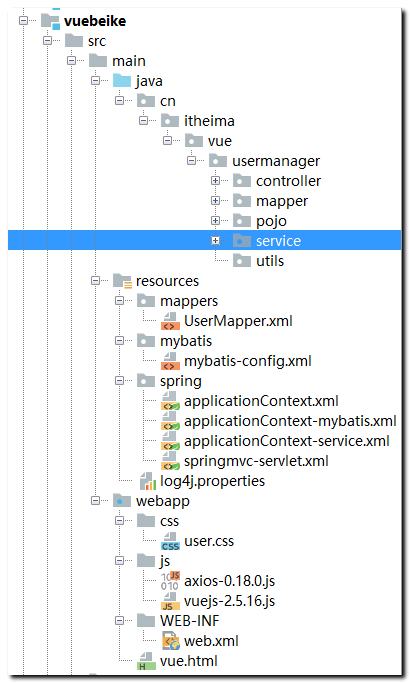 vuebeike
src
main
java
cn
itheima
vue
usermanager
controller
mapper
pojo
service
utils
resources
mappers
UserMapper.xml
mybatis
mybatis-config.xml
spring
applicationContext.xml
applicationContext-mybatis.xml
applicationContext-service.xml
springmvc-servlet.xml
log4j.properties
webapp
css
user.css
js
axios-0.18.0.js
vuejs-2.5.16.js
WEB-INF
web.xml
vue.html